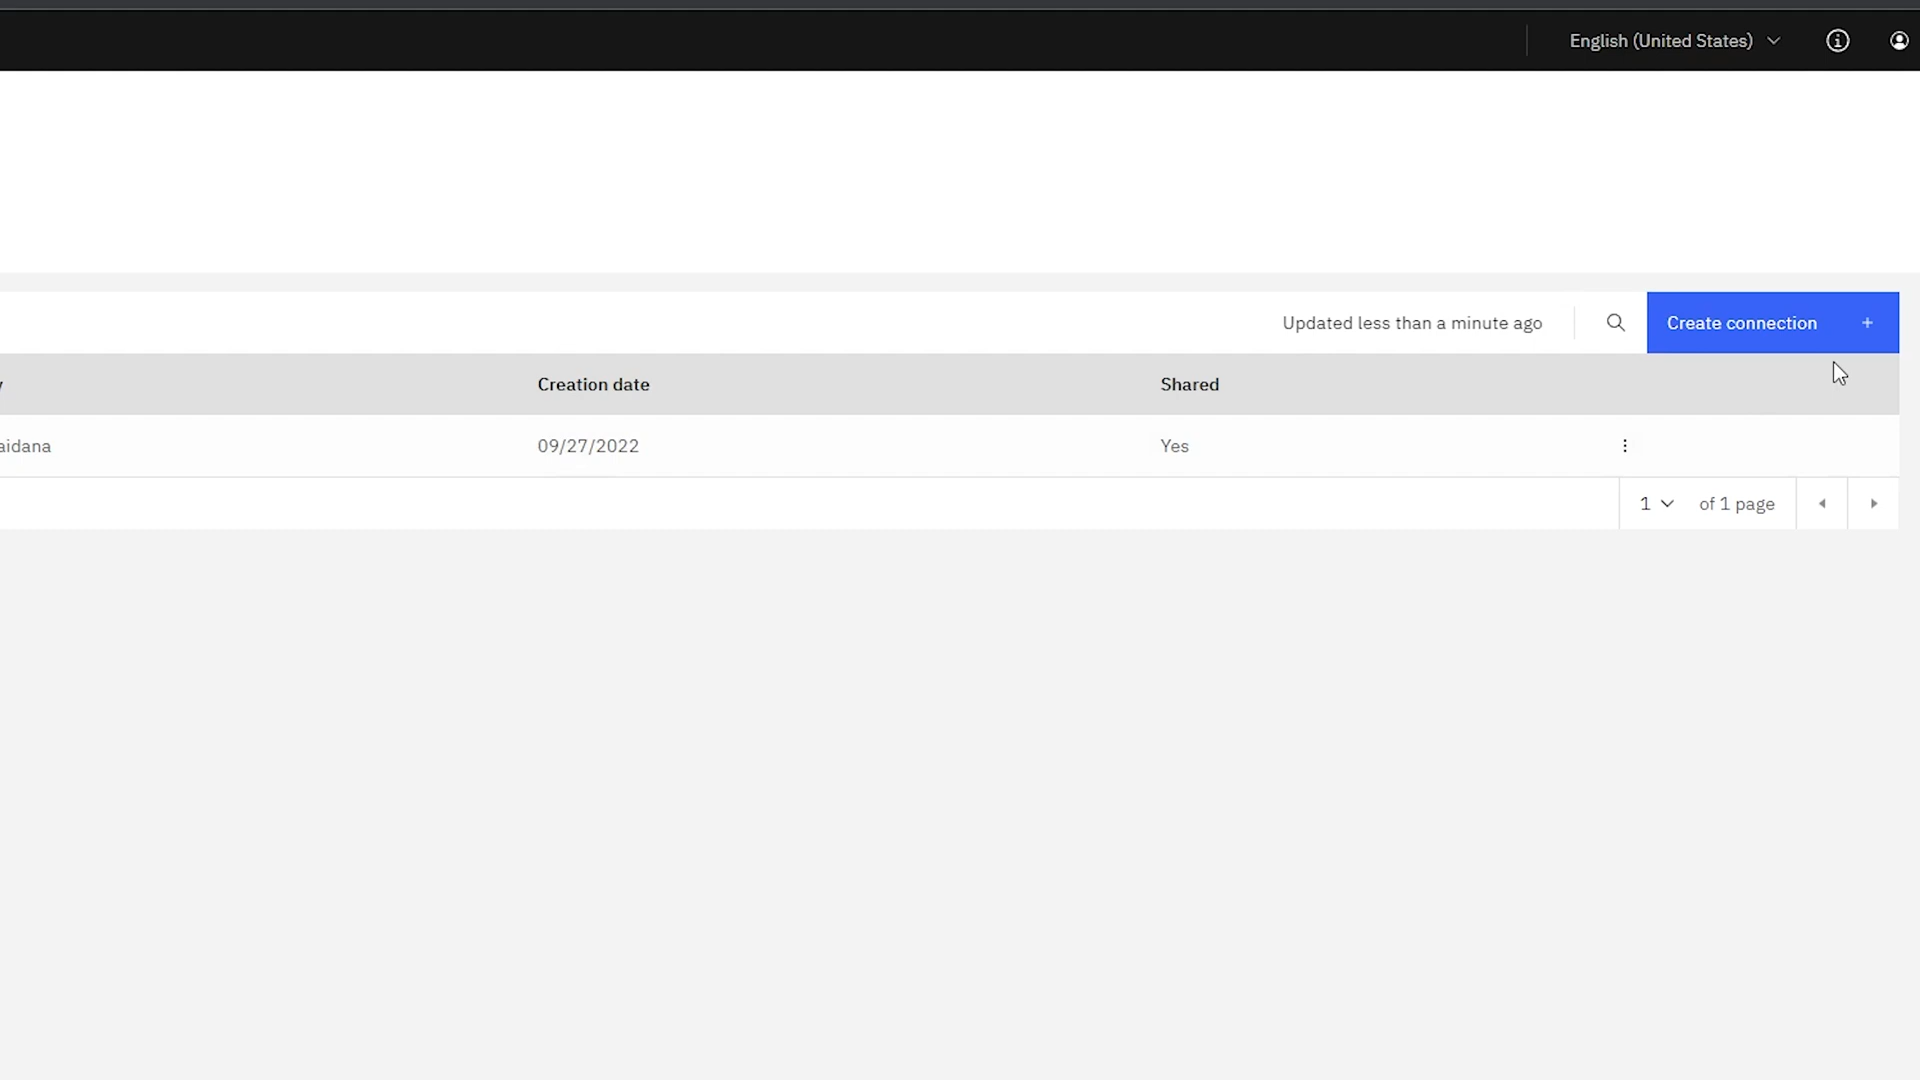 English (United States)
Updated less than a minute ago
Create connection +
Creation date Shared
aidana 09/27/2022 Yes
1 of 1 page